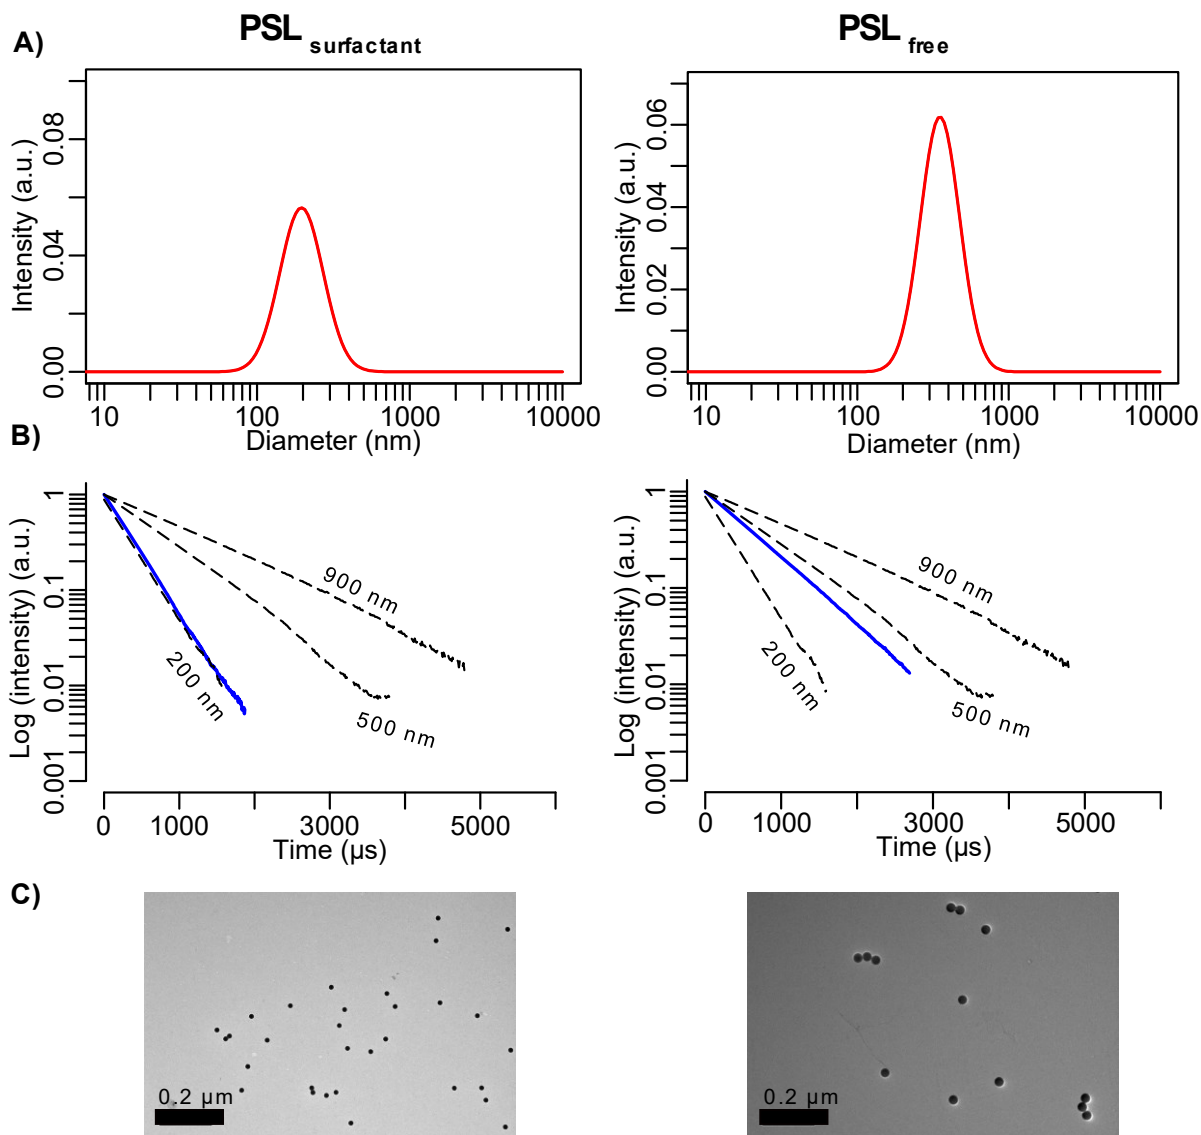 PSL surfactant
PSL free
A)
Intensity (a.u.)
0.08
0.04
0.00
10 100 1000 10000
Diameter (nm)
Intensity (a.u.)
0.06
0.04
0.02
0.00
10 100 1000 10000
Diameter (nm)
B)
Log (intensity) (a.u.)
1
0.1
0.01
0.001
900 nm
200 nm
500 nm
0 1000 3000 5000
Time (µs)
Log (intensity) (a.u.)
1
0.1
0.01
0.001
900 nm
200 nm
500 nm
0 1000 3000 5000
Time (µs)
C)
0.2 µm
0.2 µm